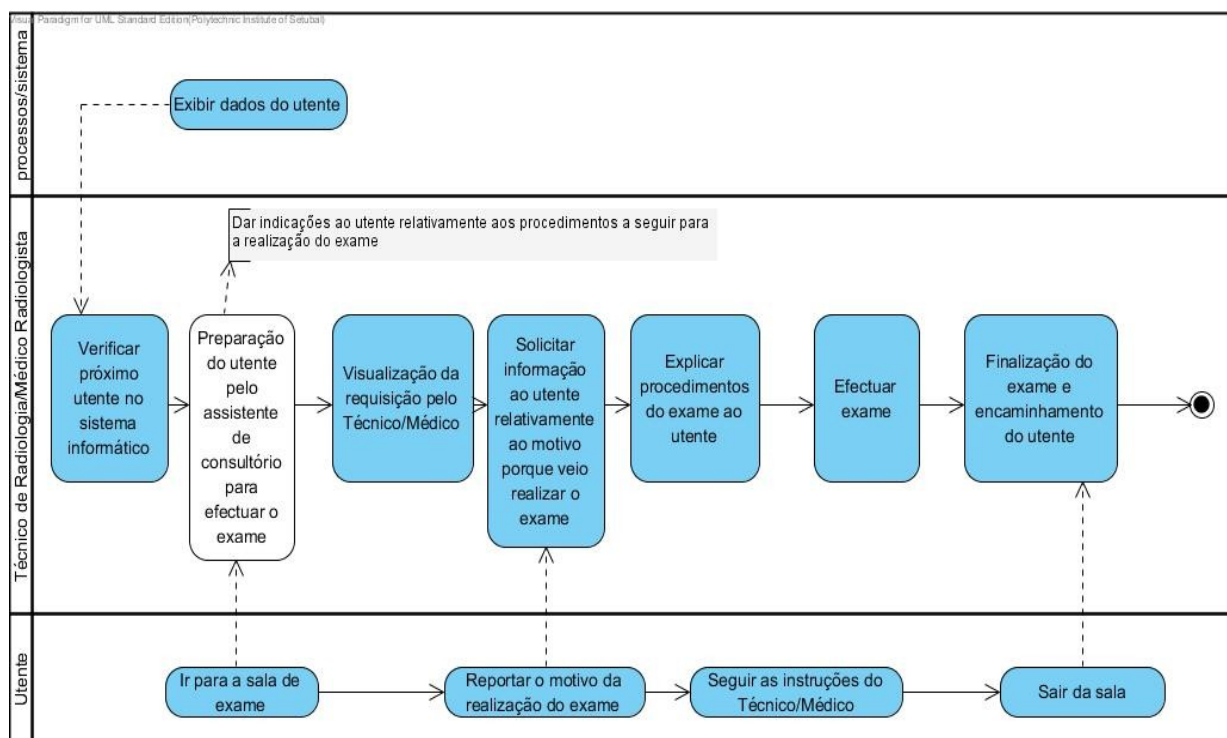 Visual Paradigm for UML Standard Edition(Polytechnic Institute of Setubal)
processos/sistema
Exibir dados do utente
Técnico de Radiologia/Médico Radiologista
Dar indicações ao utente relativamente aos procedimentos a seguir para
a realização do exame
Verificar
próximo
utente no
sistema
informático
Preparação
do utente
pelo
assistente
de
consultório
para
efectuar o
exame
Visualização da
requisição pelo
Técnico/Médico
Solicitar
informação
ao utente
relativamente
ao motivo
porque veio
realizar o
exame
Explicar
procedimentos
do exame ao
utente
Efectuar
exame
Finalização do
exame e
encaminhamento
do utente
Utente
Ir para a sala de
exame
Reportar o motivo da
realização do exame
Seguir as instruções do
Técnico/Médico
Sair da sala